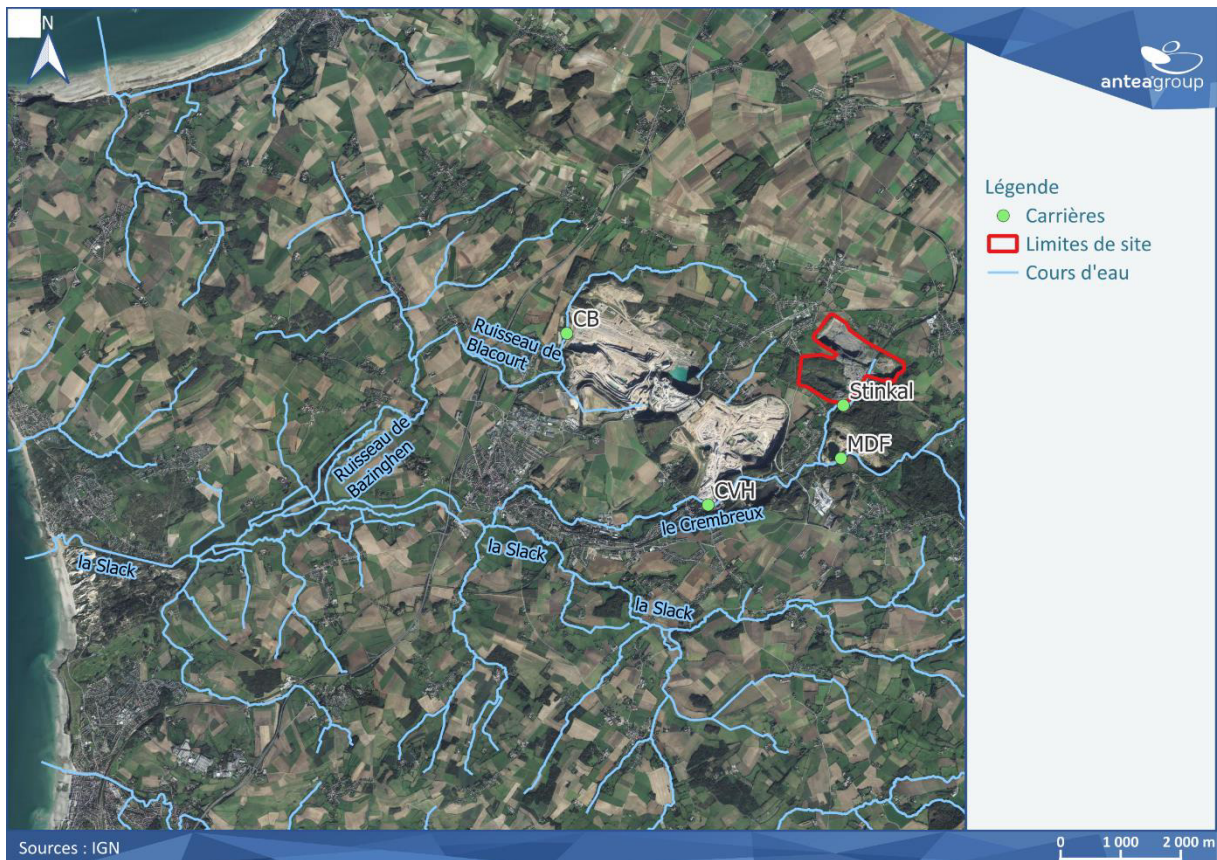 N
anteagroup
Légende
Carrières
Limites de site
Cours d'eau
CB
Ruisseau de
Blacourt
Stinkal
MDF
Ruisseau de
Bazinghen
CVH
le Crembreux
la Slack
la Slack
la Slack
Sources : IGN
0 1 000 2 000 m